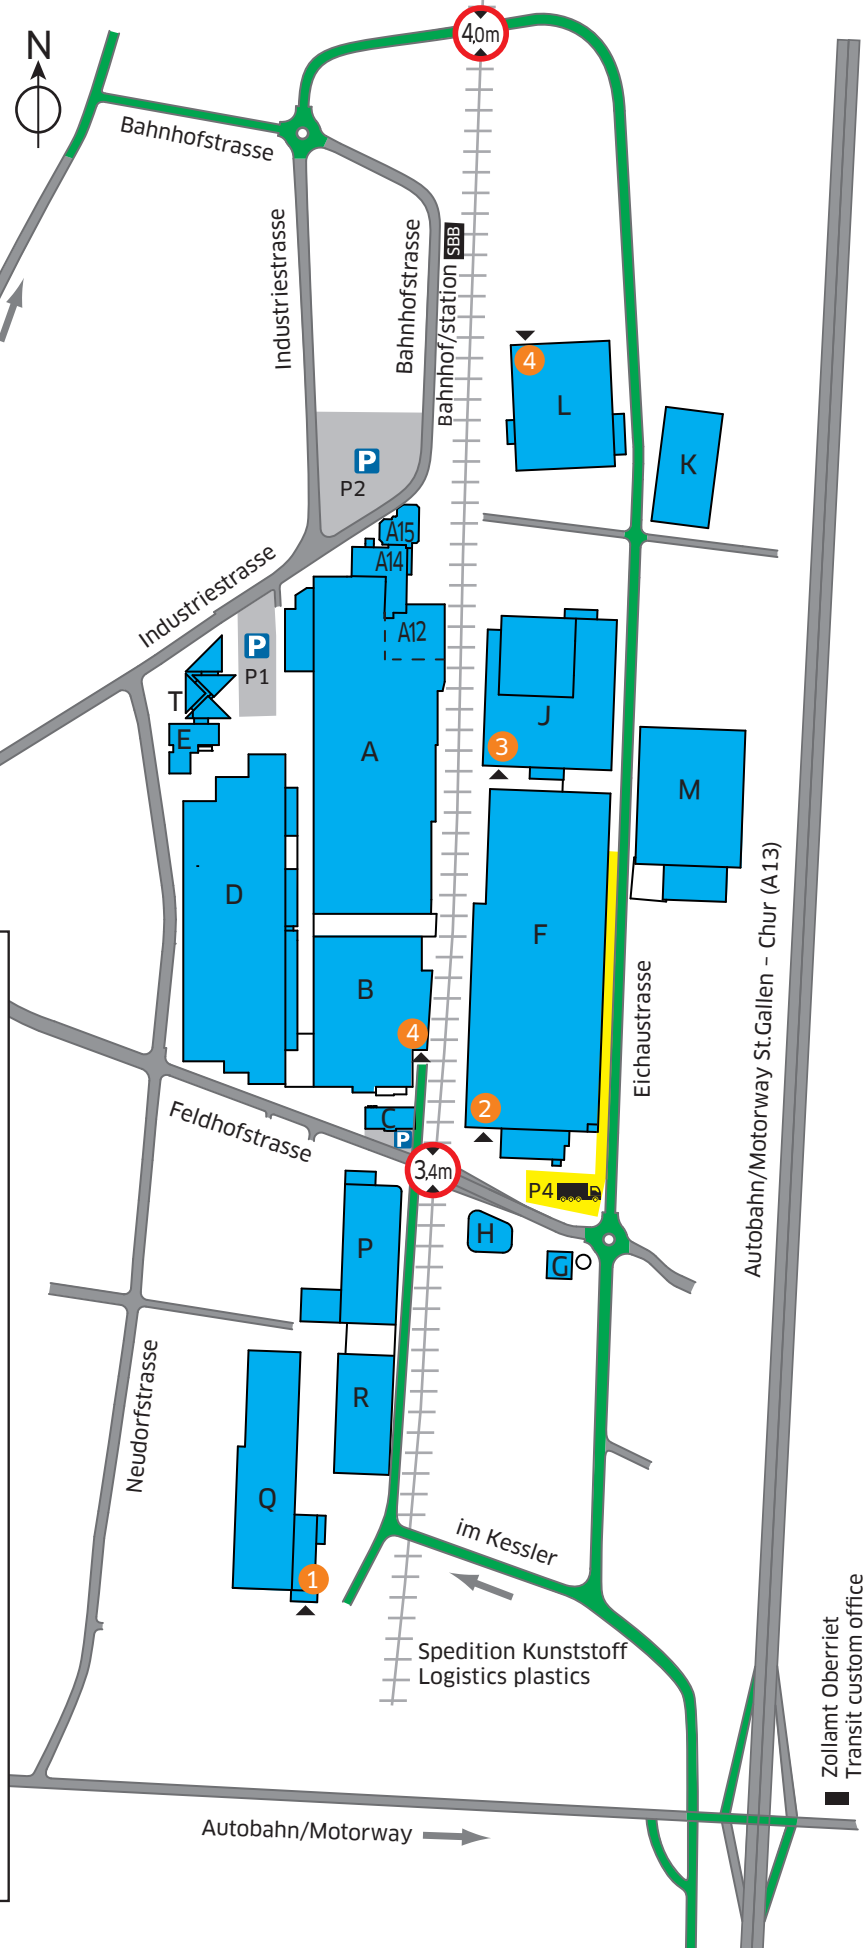 4,0m
N
Bahnhofstrasse
Industriestrasse
Bahnhofstrasse
Bahnhof/station
SBB
4
L
K
P
P2
A15
A14
Industriestrasse
A12
P
P1
T
E
J
3
A
M
D
F
B
4
Eichaustrasse
Autobahn/Motorway St.Gallen – Chur (A13)
2
C
P
Feldhofstrasse
3,4m
P4
H
G
P
R
Neudorfstrasse
Q
im Kessler
1
Spedition Kunststoff
Logistics plastics
Zollamt Oberriet
Transit custom office
Autobahn/Motorway